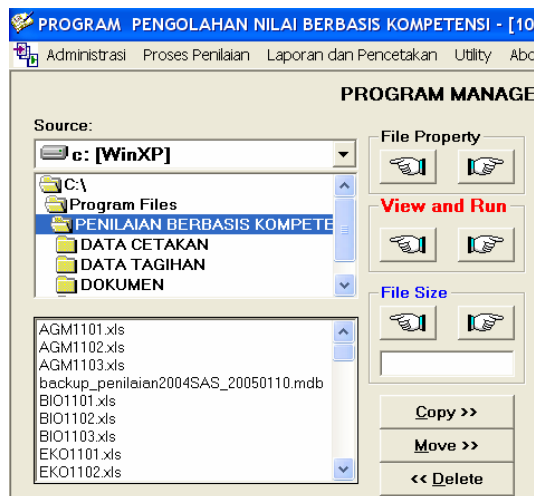 PROGRAM PENGOLAHAN NILAI BERBASIS KOMPETENSI - [10
Administrasi Proses Penilaian Laporan dan Pencetakan Utility Abo
PROGRAM MANAGE
Source:
c: [WinXP]
C:\
Program Files
PENILAIAN BERBASIS KOMPETE
DATA CETAKAN
DATA TAGIHAN
DOKUMEN
AGM1101.xls
AGM1102.xls
AGM1103.xls
backup_penilaian2004SAS_20050110.mdb
BIO1101.xls
BIO1102.xls
BIO1103.xls
EKO1101.xls
EKO1102.xls
File Property
View and Run
File Size
Copy >>
Move >>
<< Delete